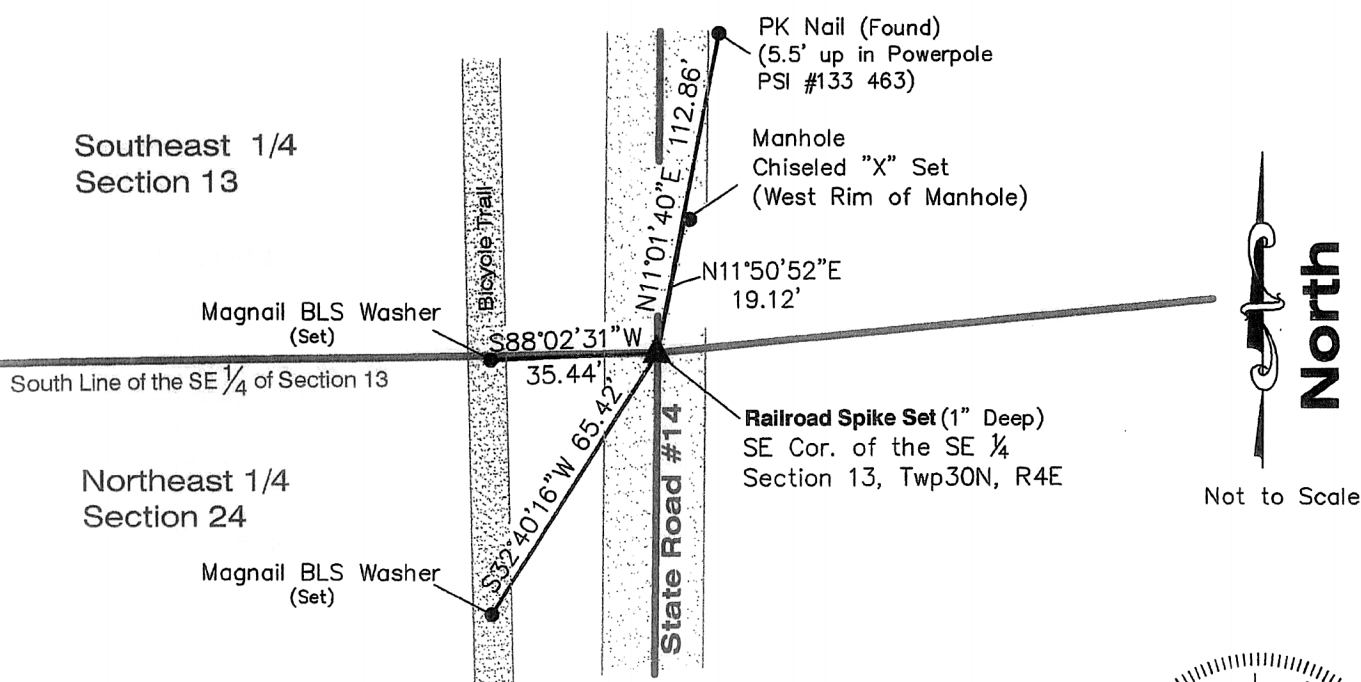 PK Nail (Found)
(5.5' up in Powerpole
PSI #133 463)
Southeast 1/4
Section 13
Manhole
Chiseled "X" Set
(West Rim of Manhole)
Bicycle Trail
N11°01'40"E 112.86'
N11°50'52"E
19.12'
North
Magnail BLS Washer
(Set)
S88°02'31"W
35.44'
South Line of the SE 1/4 of Section 13
S32°40'16"W 65.42'
State Road #14
Railroad Spike Set (1" Deep)
SE Cor. of the SE 1/4
Section 13, Twp30N, R4E
Northeast 1/4
Section 24
Not to Scale
Magnail BLS Washer
(Set)